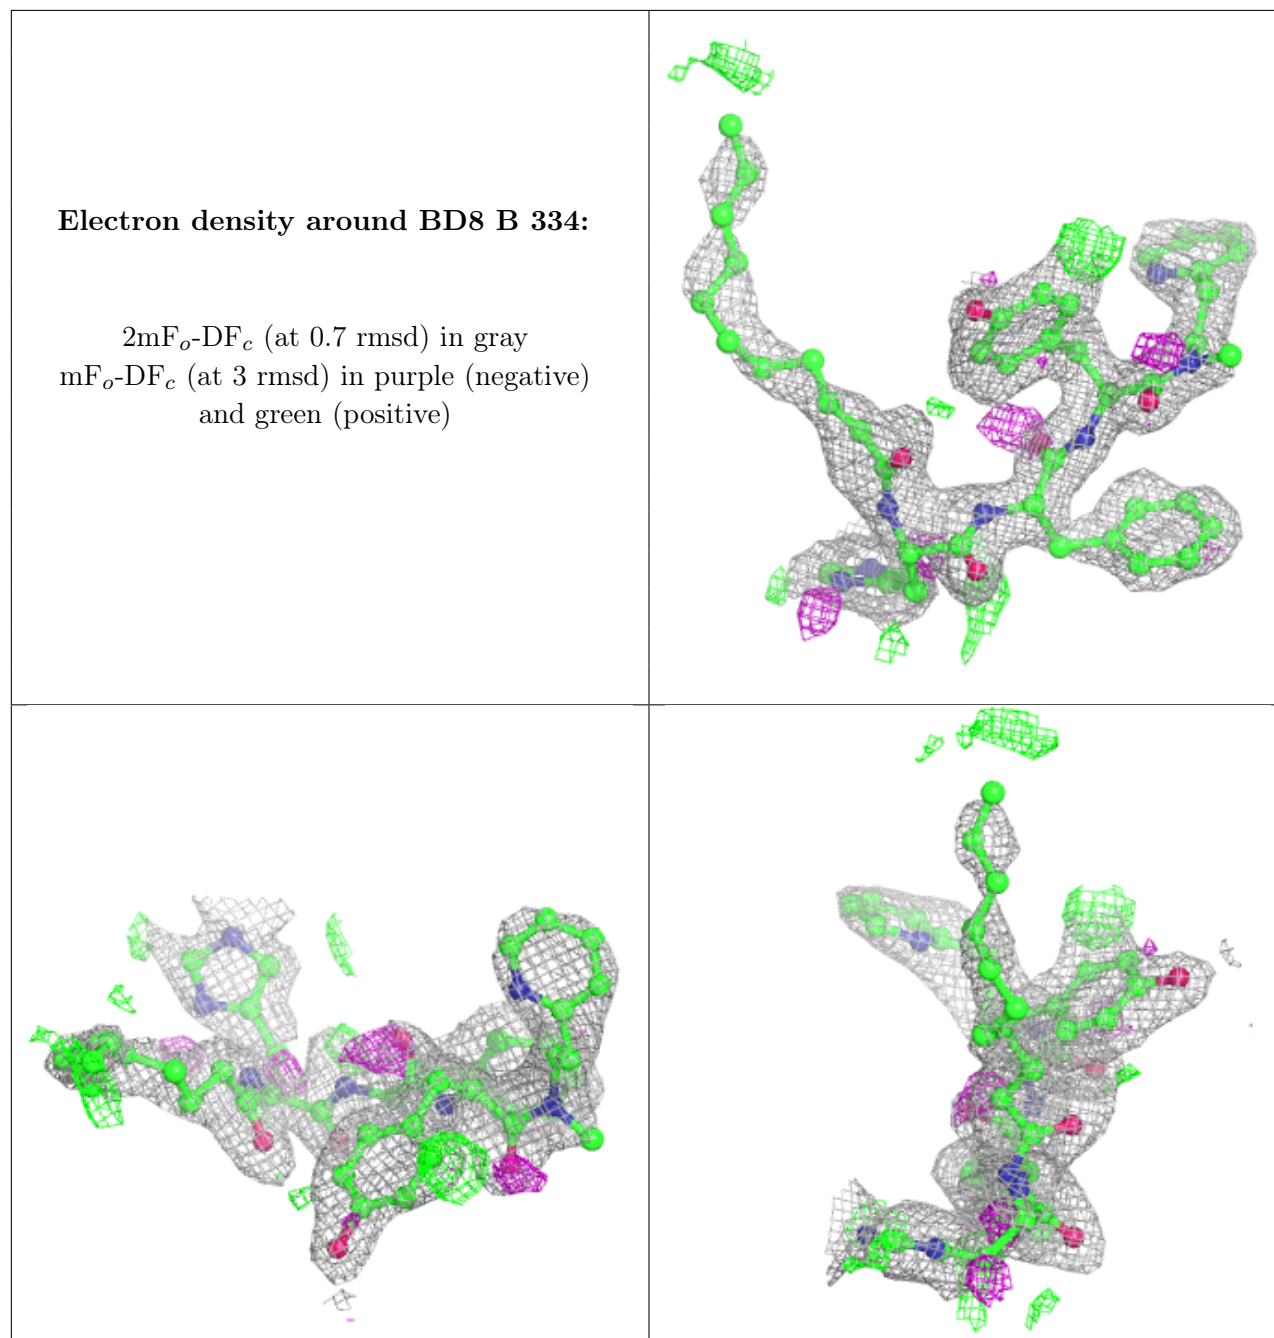 Electron density around BD8 B 334:
2mFₒ-DF𝒸 (at 0.7 rmsd) in gray
mFₒ-DF𝒸 (at 3 rmsd) in purple (negative)
and green (positive)